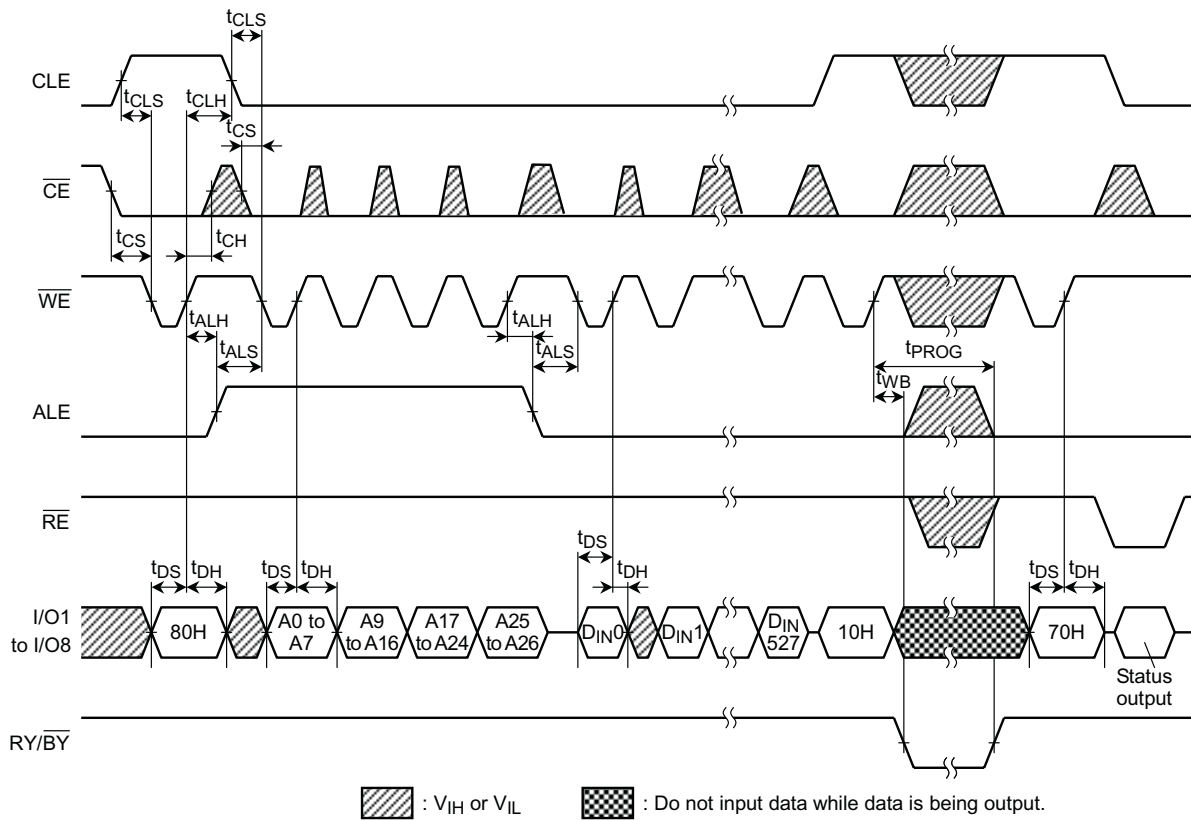 tCLS
CLE
tCLS
tCLH
tCS
CE
tCS
tCH
WE
tALH
tALS
tALH
tALS
tPROG
tWB
ALE
RE
tDS
tDH
tDS
tDH
tDS
tDH
tDS
tDH
I/O1
to I/O8
80H
A0 to
A7
A9
to A16
A17
to A24
A25
to A26
DIN0
DIN1
DIN
527
10H
70H
Status
output
RY/BY
: VIH or VIL
: Do not input data while data is being output.